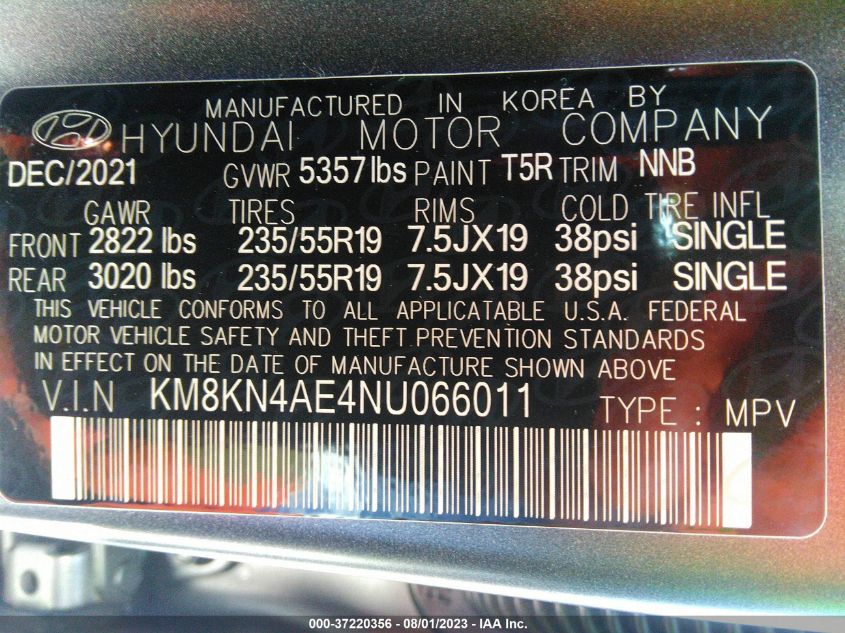 MANUFACTURED IN KOREA BY
HYUNDAI MOTOR COMPANY
DEC/2021 GVWR 5357 lbs PAINT T5R TRIM NNB
GAWR TIRES RIMS COLD TIRE INFL
FRONT 2822 lbs 235/55R19 7.5JX19 38psi SINGLE
REAR 3020 lbs 235/55R19 7.5JX19 38psi SINGLE
THIS VEHICLE CONFORMS TO ALL APPLICATABLE U.S.A. FEDERAL
MOTOR VEHICLE SAFETY AND THEFT PREVENTION STANDARDS
IN EFFECT ON THE DATE OF MANUFACTURE SHOWN ABOVE
V.I.N KM8KN4AE4NU066011 TYPE : MPV
000-37220356 - 08/01/2023 - IAA Inc.